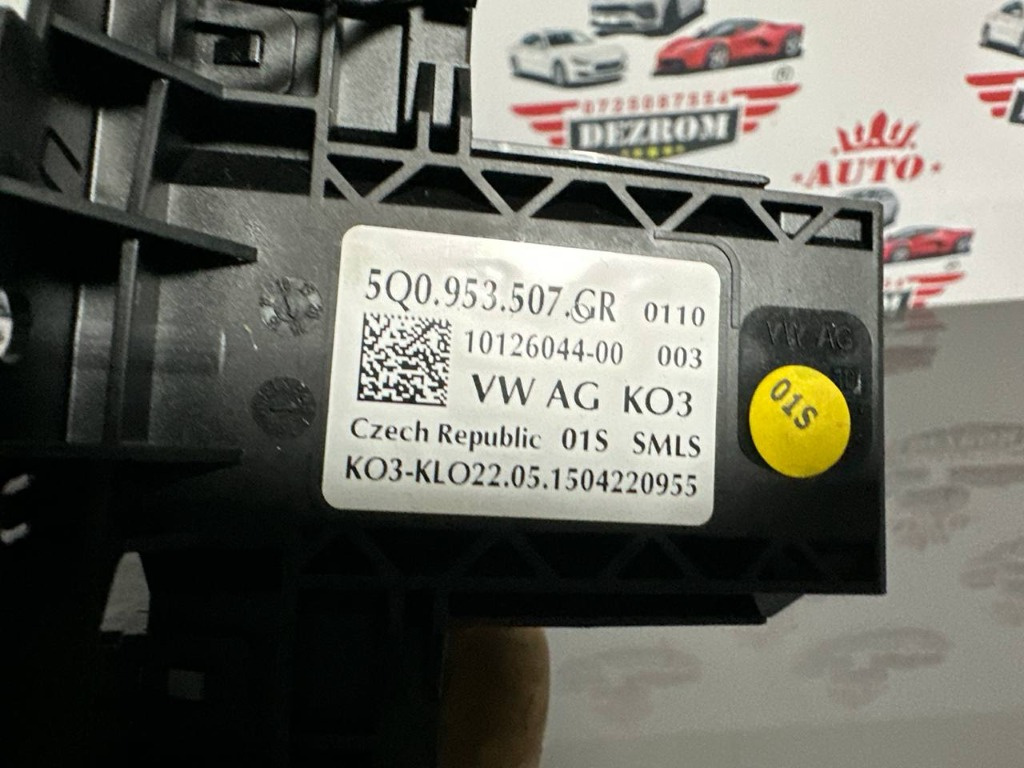 0728087884
DEZROM
AUTO
5Q0.953.507.GR 0110
10126044-00 003
VW AG KO3
Czech Republic 01S SMLS
KO3-KLO22.05.1504220955
VW AG
01S